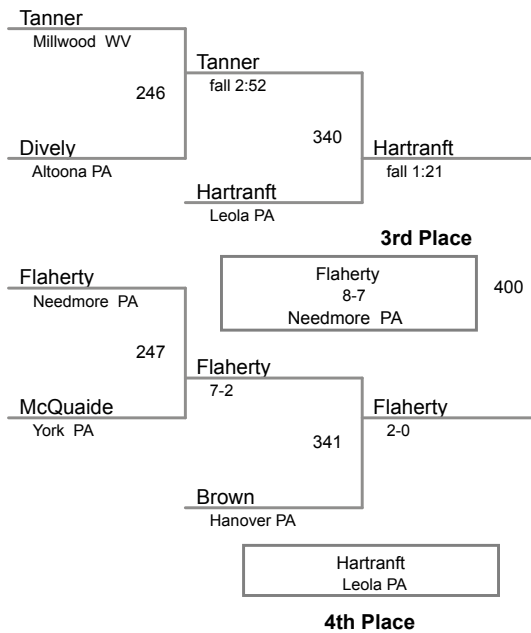 Tanner
Millwood WV
246
Tanner
fall 2:52
Dively
Altoona PA
340
Hartranft
fall 1:21
Hartranft
Leola PA
3rd Place
Flaherty
8-7
Needmore PA
400
Flaherty
Needmore PA
247
Flaherty
7-2
McQuaide
York PA
341
Flaherty
2-0
Brown
Hanover PA
Hartranft
Leola PA
4th Place